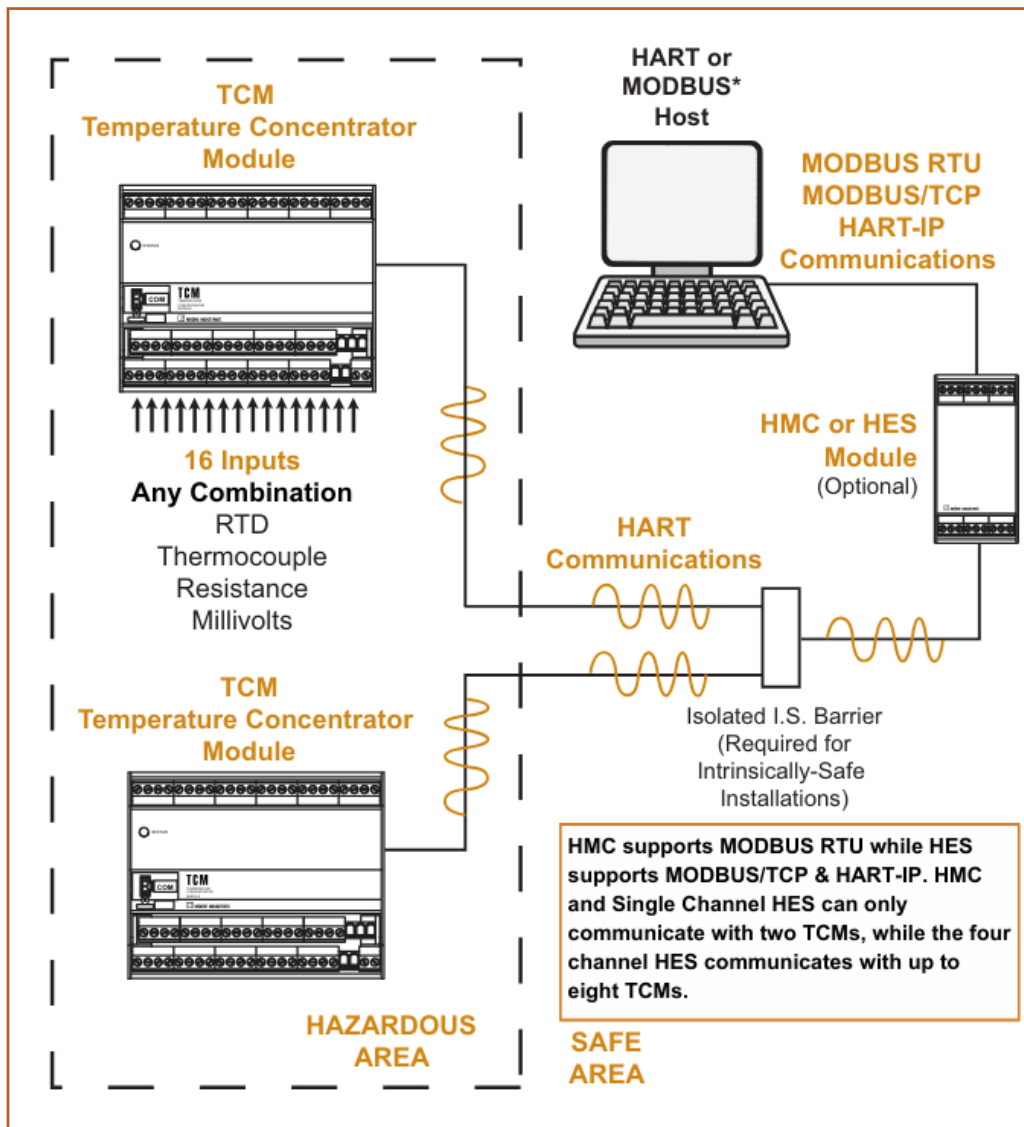 TCM
Temperature Concentrator
Module
COM
TCM
16 Inputs
Any Combination
RTD
Thermocouple
Resistance
Millivolts
HART or
MODBUS*
Host
MODBUS RTU
MODBUS/TCP
HART-IP
Communications
HMC or HES
Module
(Optional)
HART
Communications
Isolated I.S. Barrier
(Required for
Intrinsically-Safe
Installations)
TCM
Temperature Concentrator
Module
COM
TCM
HMC supports MODBUS RTU while HES
supports MODBUS/TCP & HART-IP. HMC
and Single Channel HES can only
communicate with two TCMs, while the four
channel HES communicates with up to
eight TCMs.
HAZARDOUS
AREA
SAFE
AREA